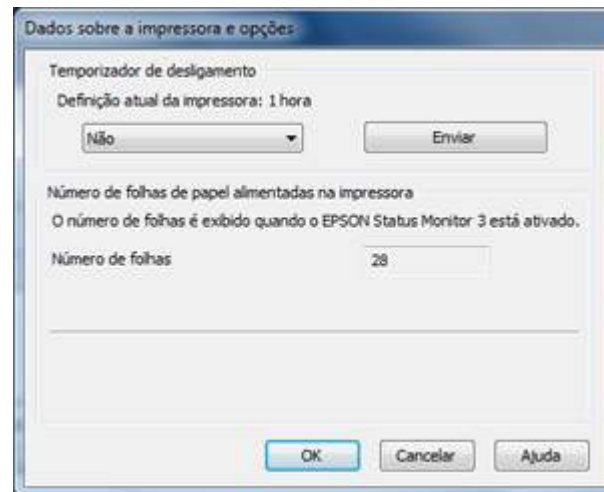 Dados sobre a impressora e opções
Temporizador de desligamento
Definição atual da impressora: 1 hora
Não
Enviar
Número de folhas de papel alimentadas na impressora
O número de folhas é exibido quando o EPSON Status Monitor 3 está ativado.
Número de folhas 28
OK Cancelar Ajuda